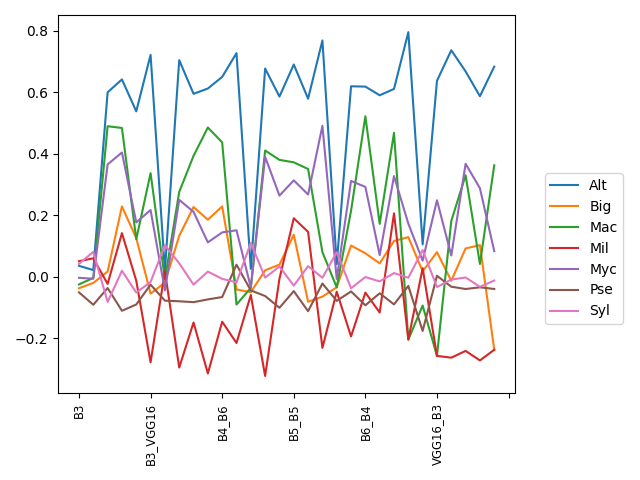 0.8
0.6
0.4
0.2
0.0
−0.2
B3
B3_VGG16
B4_B6
B5_B5
B6_B4
VGG16_B3
Alt
Big
Mac
Mil
Myc
Pse
Syl